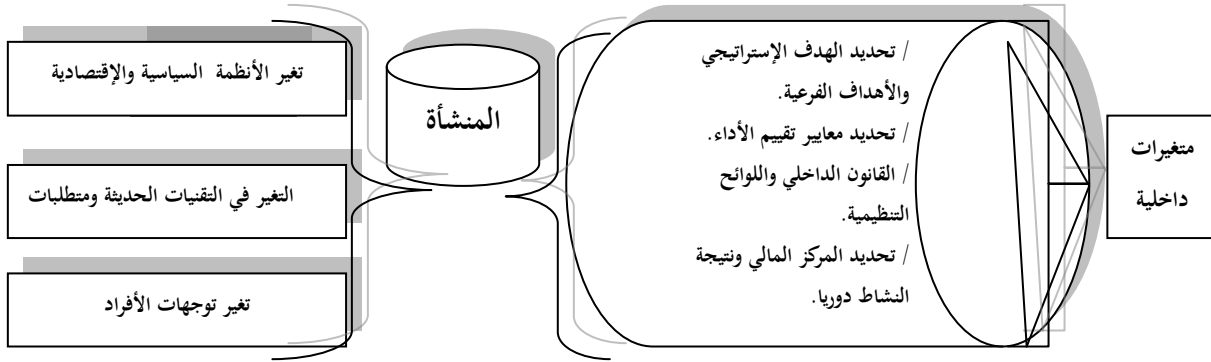 متغيرات
داخلية
/ تحديد الهدف الإستراتيجي
والأهداف الفرعية.
/ تحديد معايير تقييم الأداء.
/ القانون الداخلي واللوائح
التنظيمية.
/ تحديد المركز المالي ونتيجة
النشاط دوريا.
المنشأة
تغير الأنظمة السياسية والإقتصادية
التغير في التقنيات الحديثة ومتطلبات
تغير توجهات الأفراد